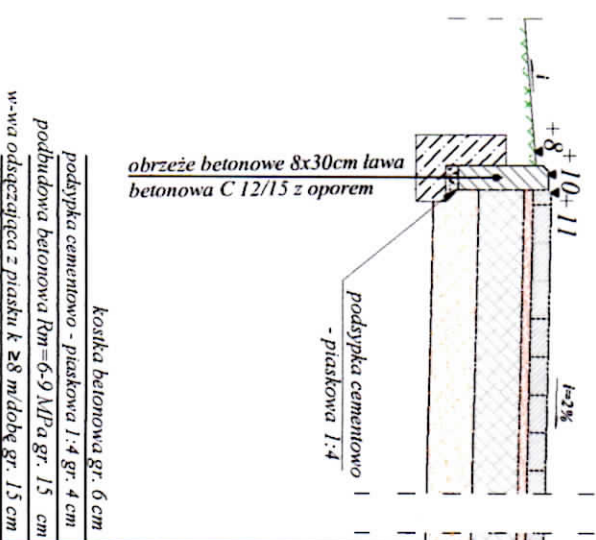 i
+8
+10
+11
i=2%
obrzeże betonowe 8x30cm ława
betonowa C 12/15 z oporem
podsypka cementowo
- piaskowa 1:4
kostka betonowa gr. 6 cm
podsypka cementowo - piaskowa 1:4 gr. 4 cm
podbudowa betonowa Rm=6-9 MPa gr. 15 cm
w-wa odsączająca z piasku k ≥8 m/dobę gr. 15 cm